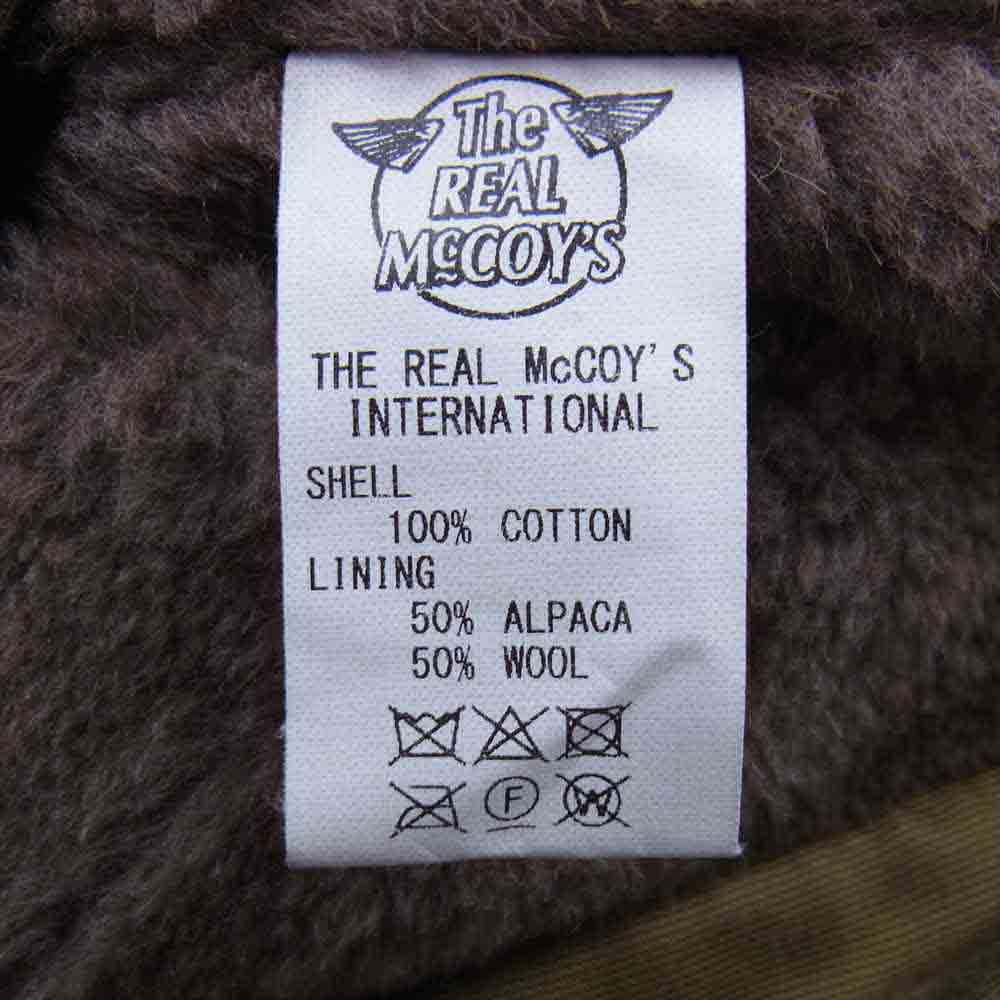 The
REAL
McCOY'S
THE REAL McCOY'S
INTERNATIONAL
SHELL
100% COTTON
LINING
50% ALPACA
50% WOOL
F W